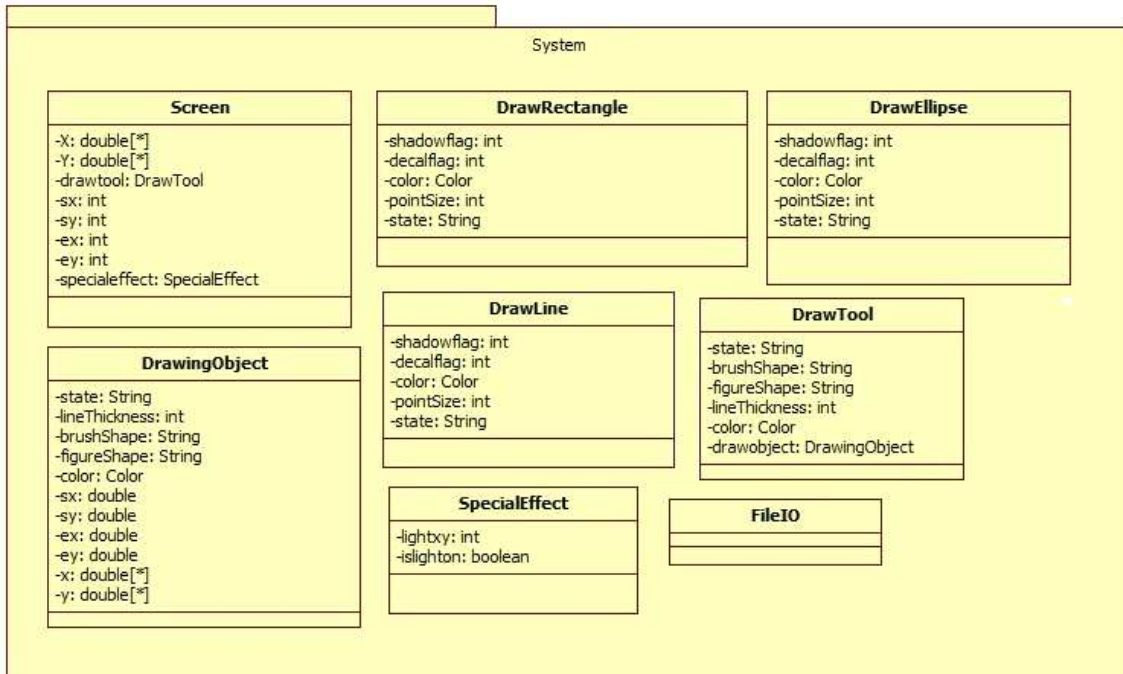 System
Screen
-X: double[*]
-Y: double[*]
-drawtool: DrawTool
-sx: int
-sy: int
-ex: int
-ey: int
-specialeffect: SpecialEffect
DrawRectangle
-shadowflag: int
-decalflag: int
-color: Color
-pointSize: int
-state: String
DrawEllipse
-shadowflag: int
-decalflag: int
-color: Color
-pointSize: int
-state: String
DrawingObject
-state: String
-lineThickness: int
-brushShape: String
-figureShape: String
-color: Color
-sx: double
-sy: double
-ex: double
-ey: double
-x: double[*]
-y: double[*]
DrawLine
-shadowflag: int
-decalflag: int
-color: Color
-pointSize: int
-state: String
DrawTool
-state: String
-brushShape: String
-figureShape: String
-lineThickness: int
-color: Color
-drawobject: DrawingObject
SpecialEffect
-lightxy: int
-islighton: boolean
FileIO